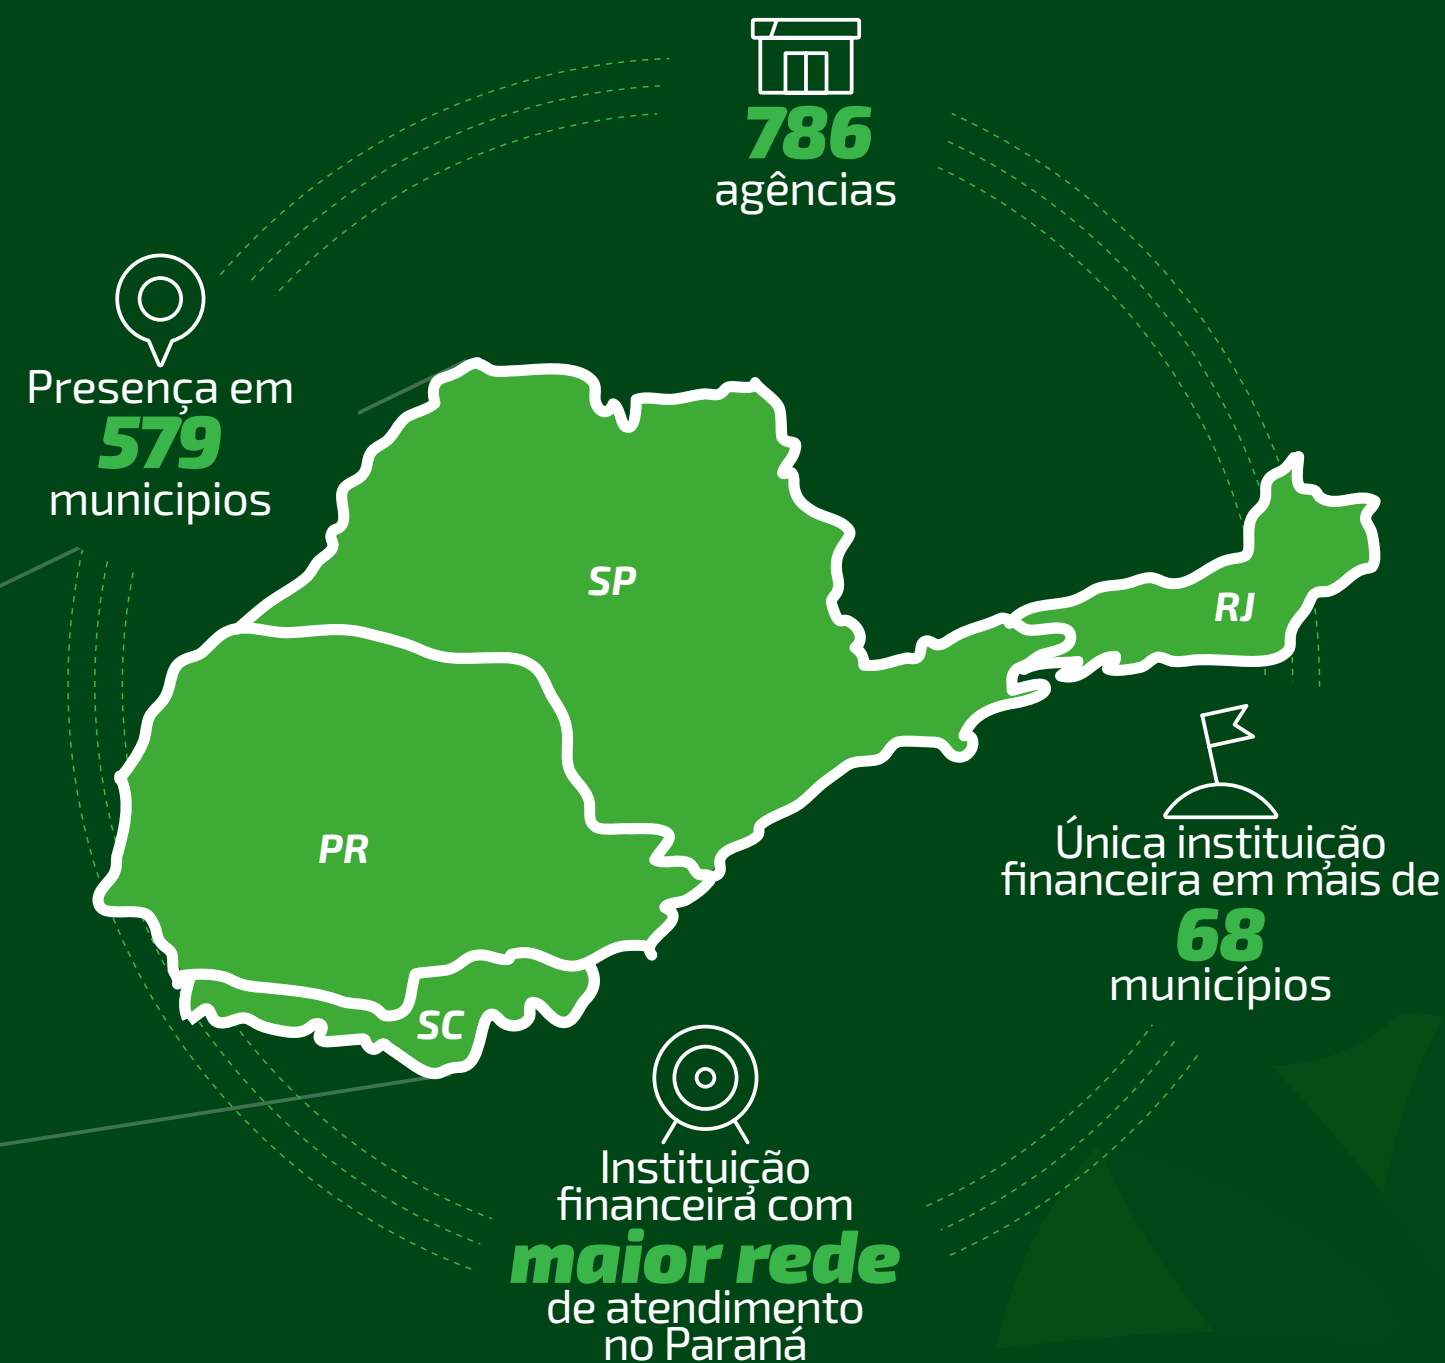 786
agências
Presença em
579
municipios
SP
RJ
PR
SC
Única instituição
financeira em mais de
68
municípios
Instituição
financeira com
maior rede
de atendimento
no Paraná